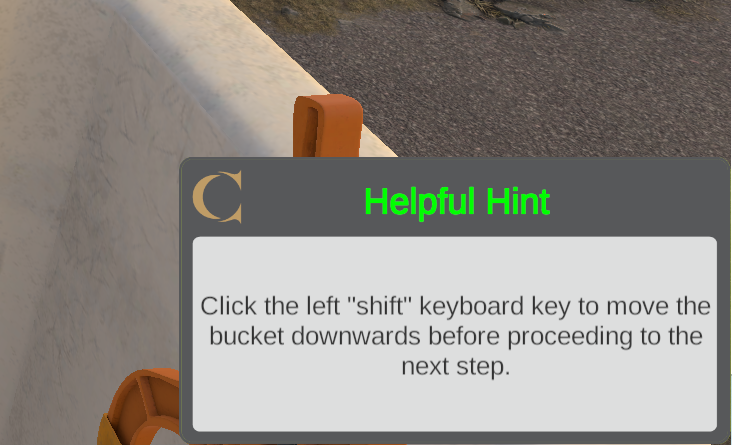 C
Helpful Hint
Click the left "shift" keyboard key to move the
bucket downwards before proceeding to the
next step.